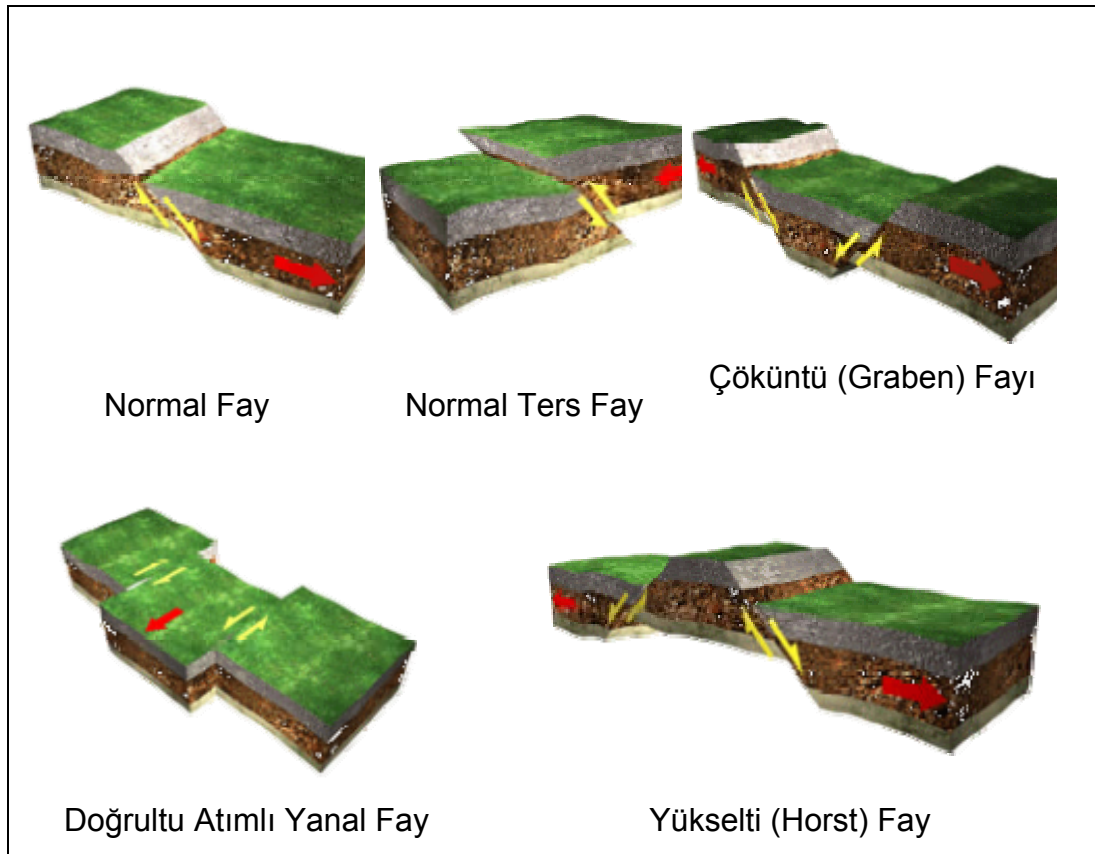 Normal Fay
Normal Ters Fay
Çöküntü (Graben) Fayı
Doğrultu Atımlı Yanal Fay
Yükselti (Horst) Fay